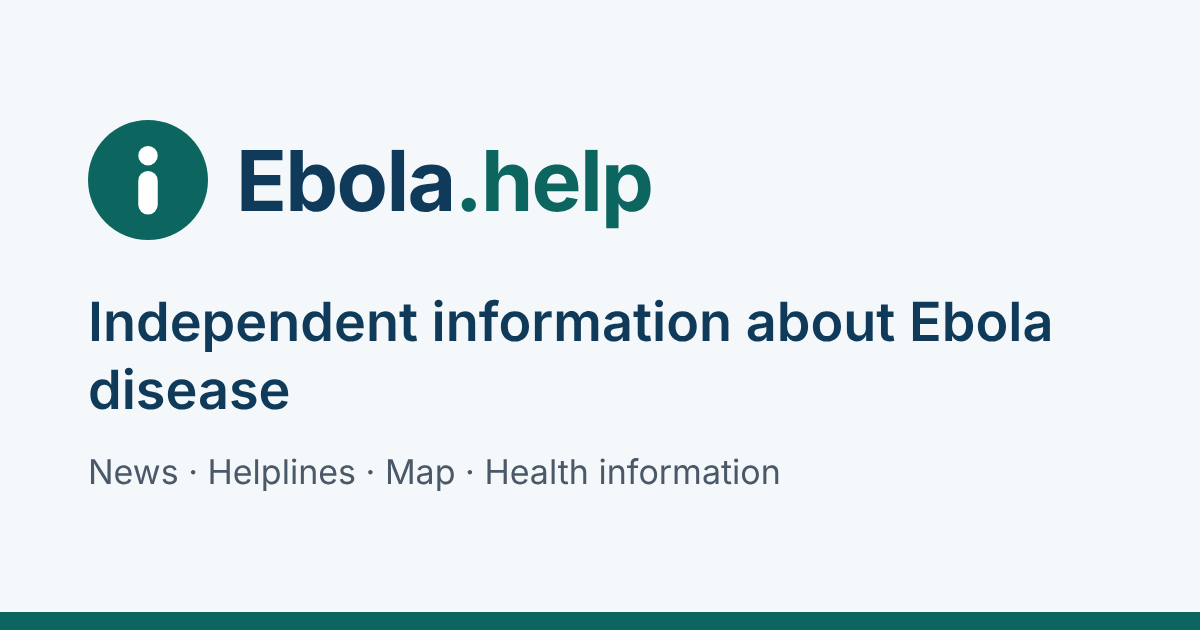 Ebola.help
Independent information about Ebola
disease
News · Helplines · Map · Health information